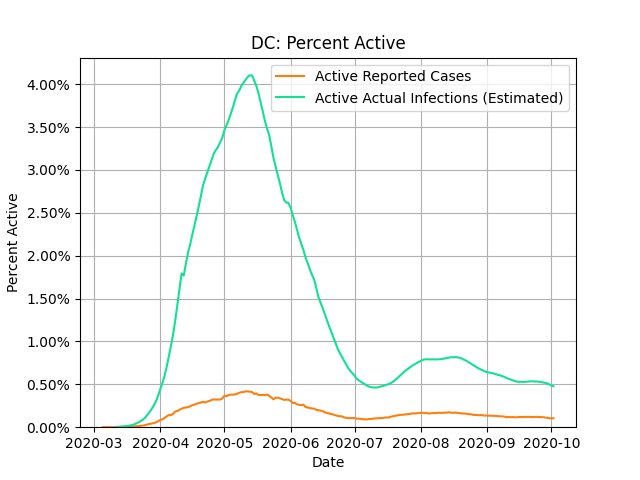 DC: Percent Active
Active Reported Cases
Active Actual Infections (Estimated)
4.00%
3.50%
3.00%
2.50%
2.00%
1.50%
1.00%
0.50%
0.00%
Percent Active
2020-03 2020-04 2020-05 2020-06 2020-07 2020-08 2020-09 2020-10
Date